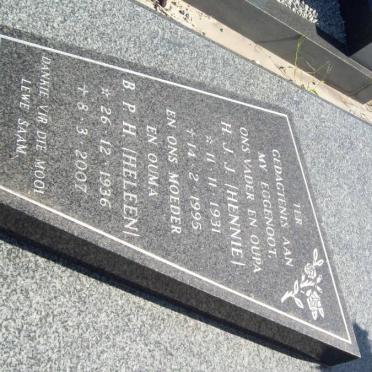 TER
GEDAGTENIS AAN
MY EGGENOOT,
ONS VADER EN OUPA
H. J. J. (HENNIE)
☆ 11. 11. 1931
✝ 14. 2. 1995
EN ONS MOEDER
EN OUMA
B. P. H. (HELEEN)
☆ 26. 12. 1936
✝ 8. 3. 2007
DANKIE VIR DIE MOOI
LEWE SAAM.